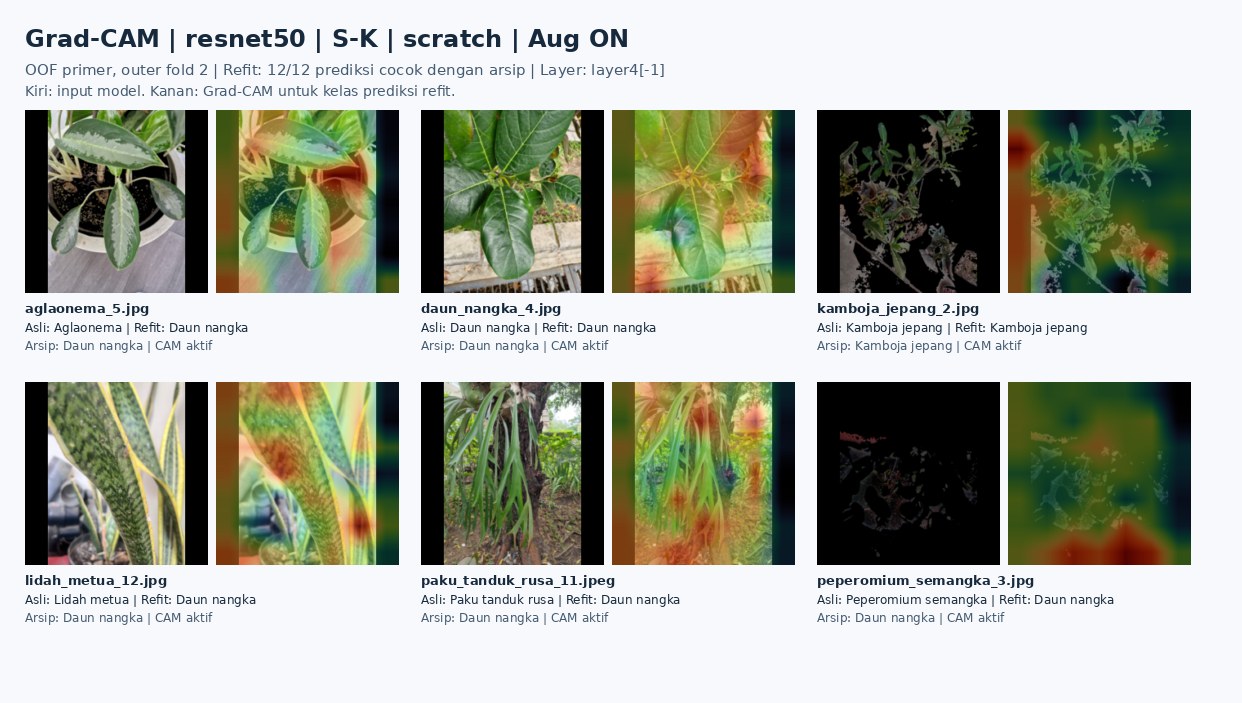 Grad-CAM | resnet50 | S-K | scratch | Aug ON
OOF primer, outer fold 2 | Refit: 12/12 prediksi cocok dengan arsip | Layer: layer4[-1]
Kiri: input model. Kanan: Grad-CAM untuk kelas prediksi refit.
aglaonema_5.jpg
Asli: Aglaonema | Refit: Daun nangka
Arsip: Daun nangka | CAM aktif
daun_nangka_4.jpg
Asli: Daun nangka | Refit: Daun nangka
Arsip: Daun nangka | CAM aktif
kamboja_jepang_2.jpg
Asli: Kamboja jepang | Refit: Kamboja jepang
Arsip: Kamboja jepang | CAM aktif
lidah_metua_12.jpg
Asli: Lidah metua | Refit: Daun nangka
Arsip: Daun nangka | CAM aktif
paku_tanduk_rusa_11.jpeg
Asli: Paku tanduk rusa | Refit: Daun nangka
Arsip: Daun nangka | CAM aktif
peperomium_semangka_3.jpg
Asli: Peperomium semangka | Refit: Daun nangka
Arsip: Daun nangka | CAM aktif